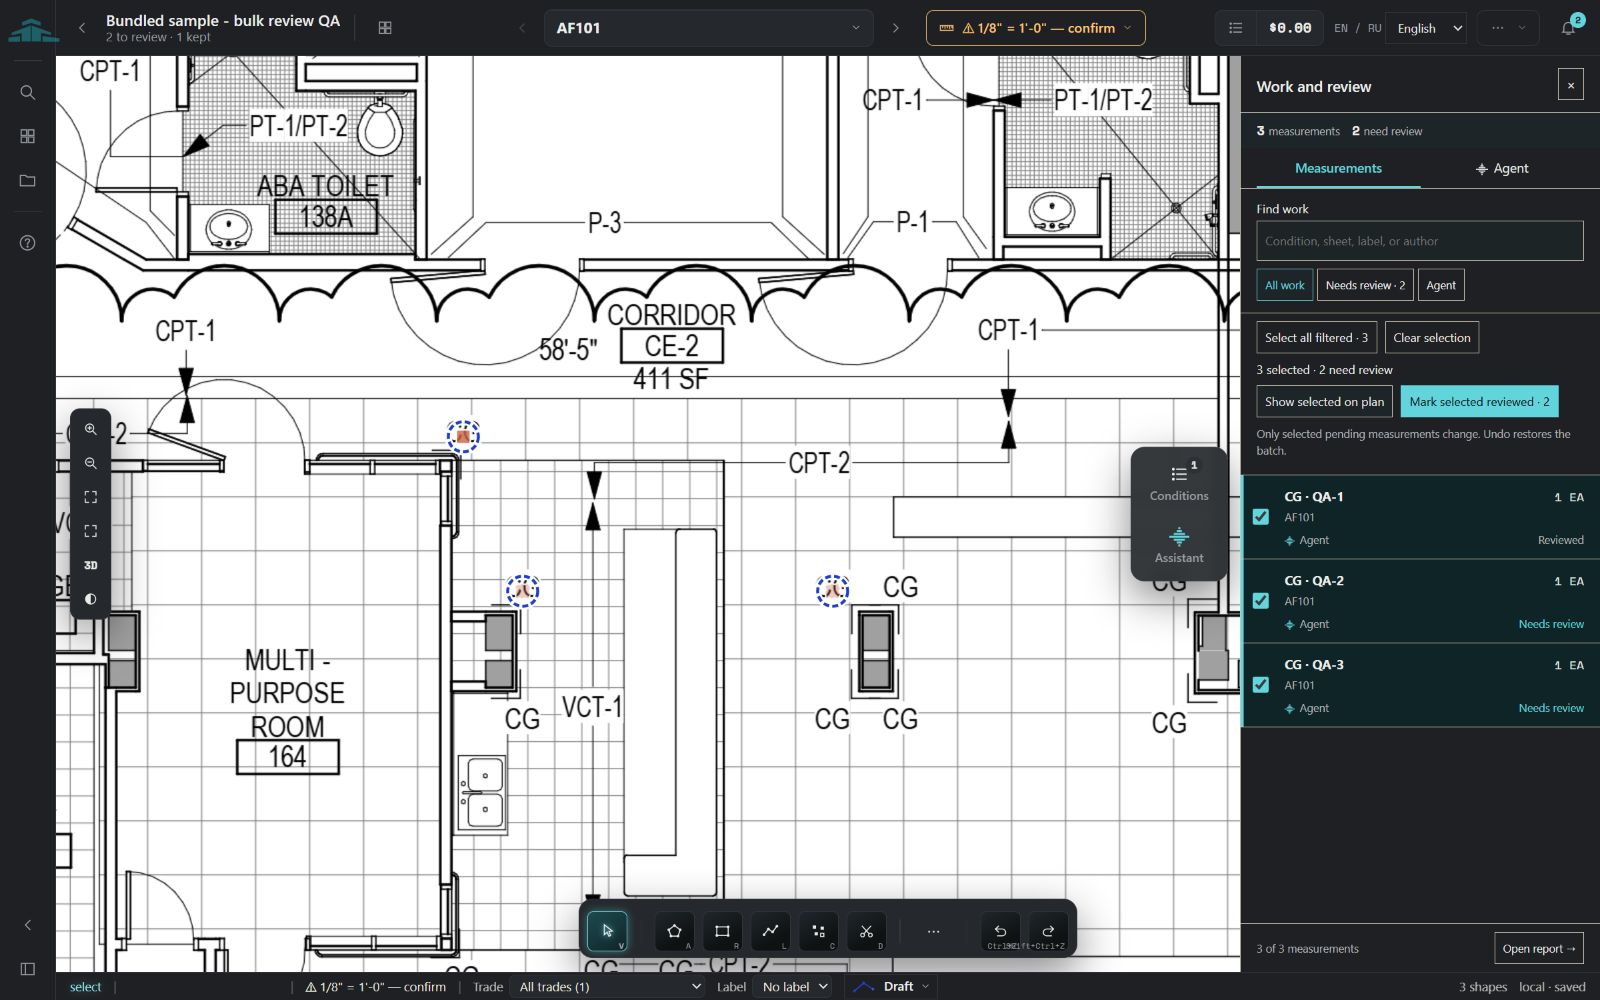 Bundled sample - bulk review QA
2 to review · 1 kept
AF101
⚠ 1/8" = 1'-0" — confirm
$0.00
EN / RU
English
2
CPT-1
PT-1/PT-2
ABA TOILET
138A
P-3
P-1
CPT-1
PT-1/PT-2
CPT-1
CORRIDOR
58'-5"
CE-2
411 SF
CPT-1
CPT-2
3D
MULTI -
PURPOSE
ROOM
164
VCT-1
CG
CG
CG
CG
CG
CG
CG
CG
CPT-2
1
Conditions
Assistant
V
A
R
L
C
D
Work and review
×
3 measurements 2 need review
Measurements
Agent
Find work
Condition, sheet, label, or author
All work
Needs review · 2
Agent
Select all filtered · 3
Clear selection
3 selected · 2 need review
Show selected on plan
Mark selected reviewed · 2
Only selected pending measurements change. Undo restores the
batch.
CG · QA-1
1 EA
AF101
Agent
Reviewed
CG · QA-2
1 EA
AF101
Agent
Needs review
CG · QA-3
1 EA
AF101
Agent
Needs review
3 of 3 measurements
Open report →
select
⚠ 1/8" = 1'-0" — confirm
Trade
All trades (1)
Label
No label
Draft
3 shapes
local · saved